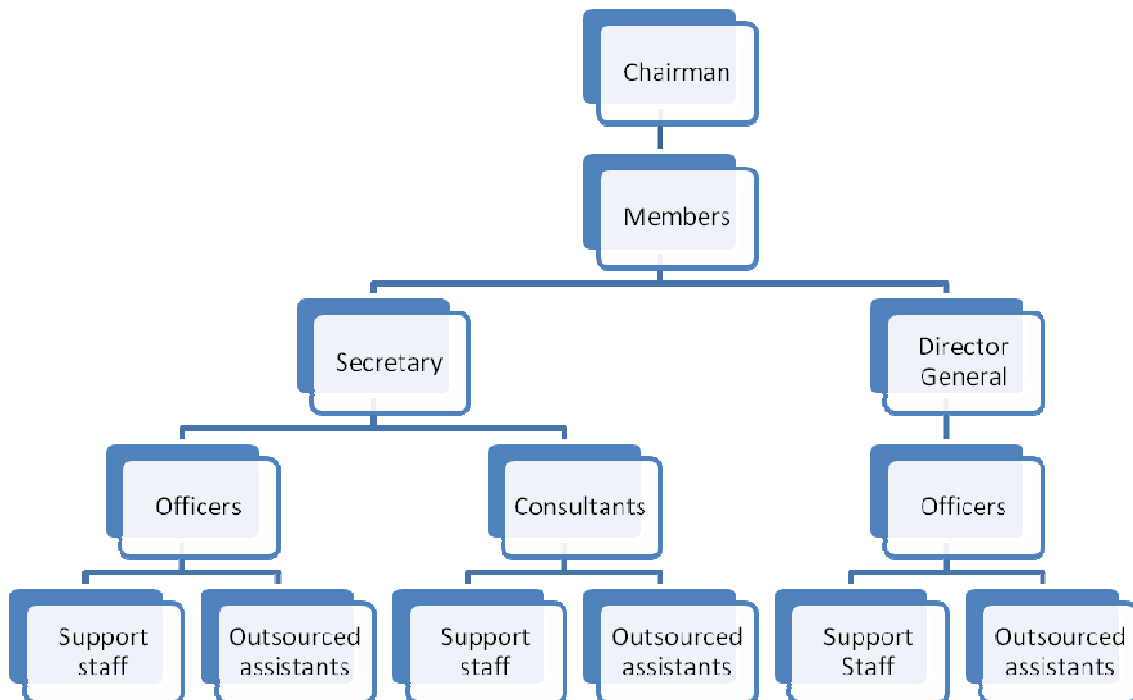 Chairman
Members
Secretary
Director
General
Officers
Consultants
Officers
Support
staff
Outsourced
assistants
Support
staff
Outsourced
assistants
Support
Staff
Outsourced
assistants